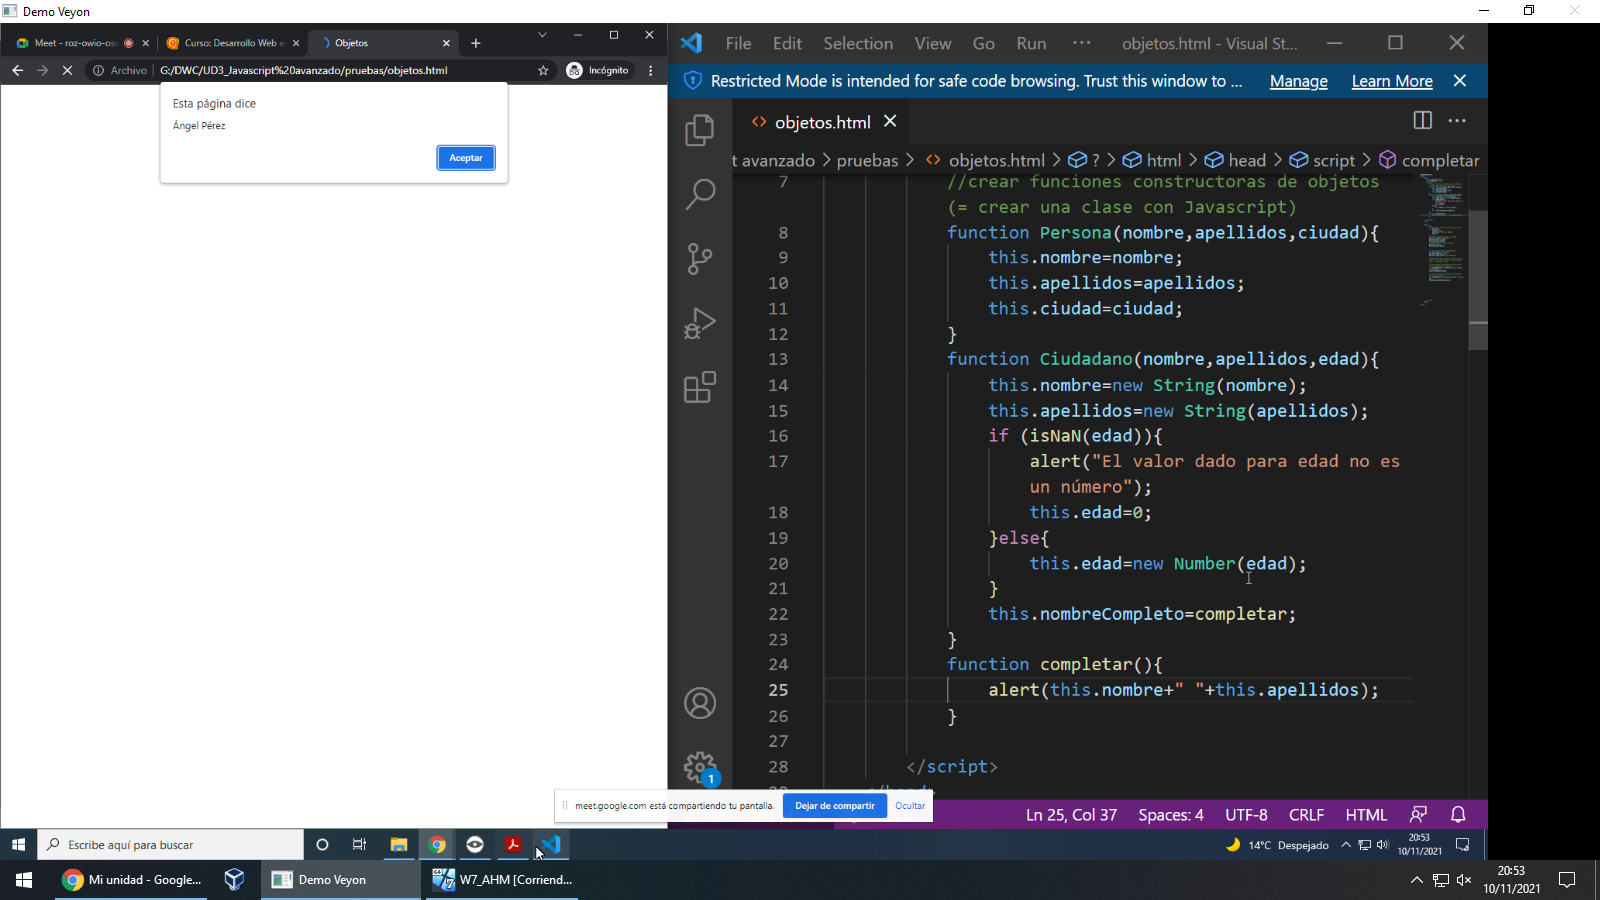 Demo Veyon
Meet - roz-owio-os
Curso: Desarrollo Web e
Objetos
Archivo
G:/DWC/UD3_Javascript%20avanzado/pruebas/objetos.html
Incógnito
Esta página dice
Ángel Pérez
Aceptar
File Edit Selection View Go Run ··· objetos.html - Visual St...
Restricted Mode is intended for safe code browsing. Trust this window to ... Manage Learn More
objetos.html
t avanzado > pruebas > objetos.html > ? > html > head > script > completar
7 //crear funciones constructoras de objetos
(= crear una clase con Javascript)
8 function Persona(nombre,apellidos,ciudad){
9 this.nombre=nombre;
10 this.apellidos=apellidos;
11 this.ciudad=ciudad;
12 }
13 function Ciudadano(nombre,apellidos,edad){
14 this.nombre=new String(nombre);
15 this.apellidos=new String(apellidos);
16 if (isNaN(edad)){
17 alert("El valor dado para edad no es
un número");
18 this.edad=0;
19 }else{
20 this.edad=new Number(edad);
21 }
22 this.nombreCompleto=completar;
23 }
24 function completar(){
25 alert(this.nombre+" "+this.apellidos);
26 }
27
28 </script>
1
meet.google.com está compartiendo tu pantalla.
Dejar de compartir
Ocultar
Ln 25, Col 37 Spaces: 4 UTF-8 CRLF HTML
Escribe aquí para buscar
14°C Despejado
20:53
10/11/2021
Mi unidad - Google...
Demo Veyon
W7_AHM [Corriend...
20:53
10/11/2021